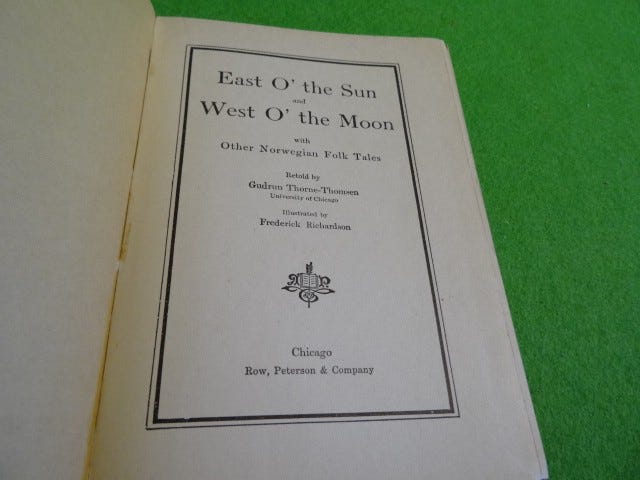 East O' the Sun
and
West O' the Moon
with
Other Norwegian Folk Tales
Retold by
Gudrun Thorne-Thomsen
University of Chicago
Illustrated by
Frederick Richardson
Chicago
Row, Peterson & Company